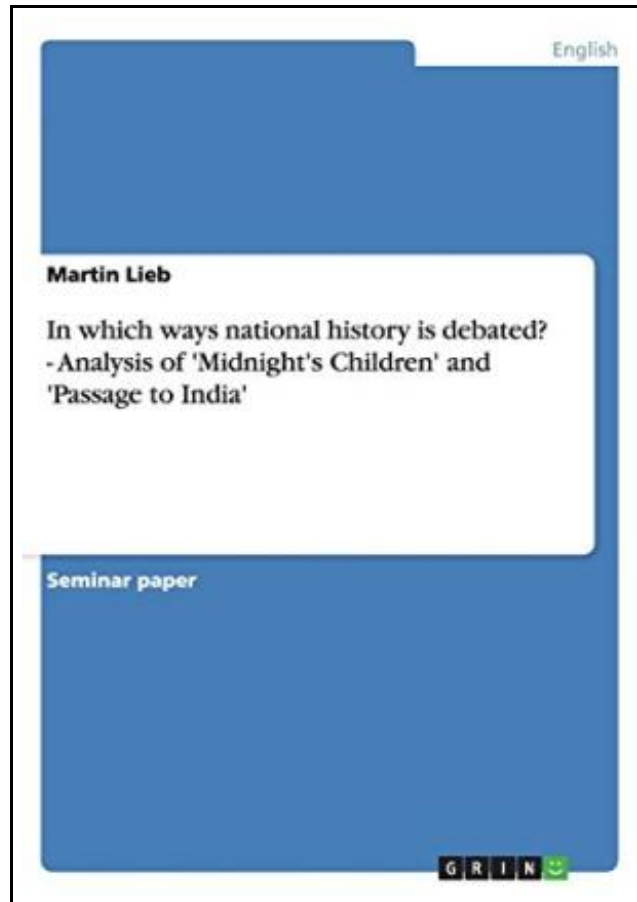 English
Martin Lieb
In which ways national history is debated?
- Analysis of 'Midnight's Children' and
'Passage to India'
Seminar paper
GRIN